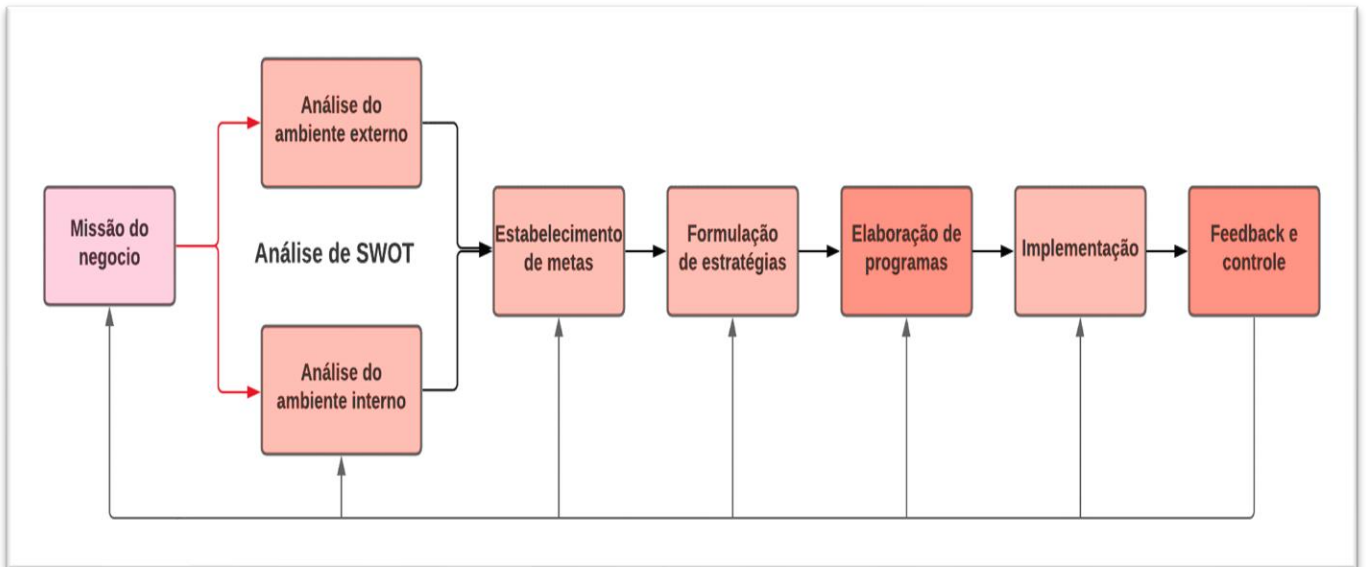 Missão do
negocio
Análise do
ambiente externo
Análise de SWOT
Análise do
ambiente interno
Estabelecimento
de metas
Formulação
de estratégias
Elaboração de
programas
Implementação
Feedback e
controle